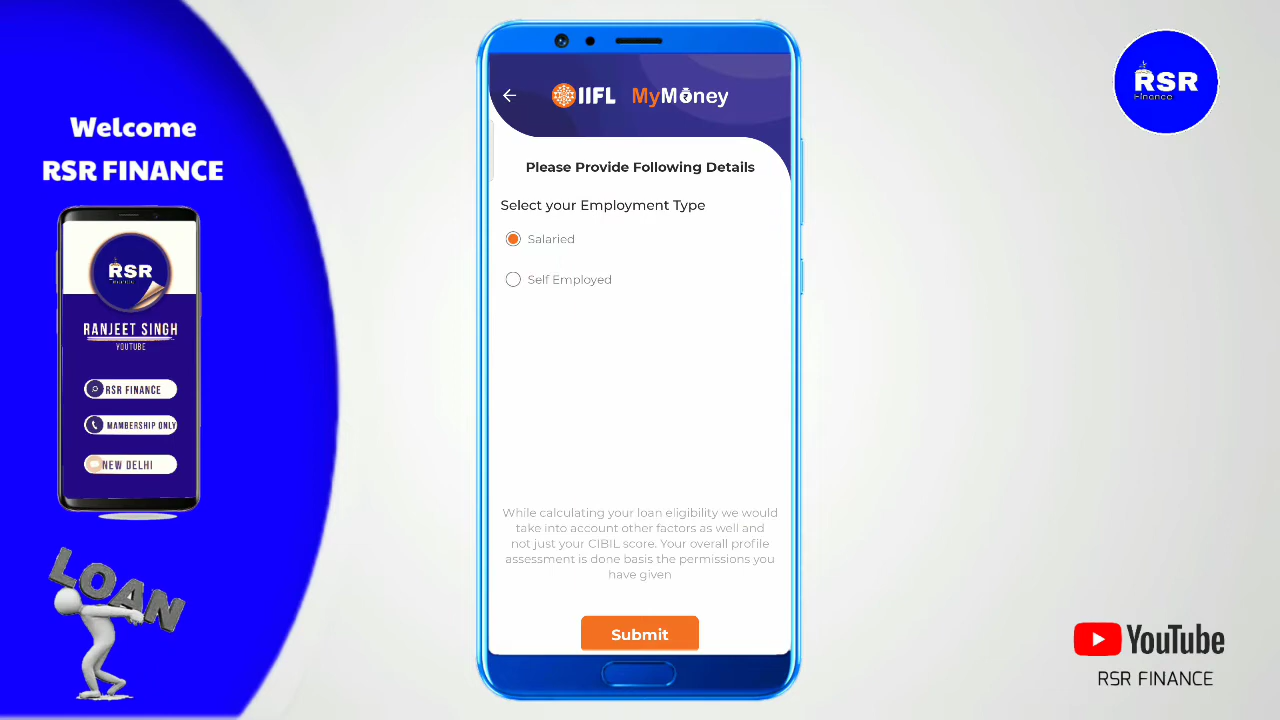 Welcome
RSR FINANCE
RSR
Finance
RANJEET SINGH
YOUTUBE
RSR FINANCE
MAMBERSHIP ONLY
NEW DELHI
LOAN
IIFL MyMoney
Please Provide Following Details
Select your Employment Type
Salaried
Self Employed
While calculating your loan eligibility we would
take into account other factors as well and
not just your CIBIL score. Your overall profile
assessment is done basis the permissions you
have given
Submit
RSR
Finance
YouTube
RSR FINANCE